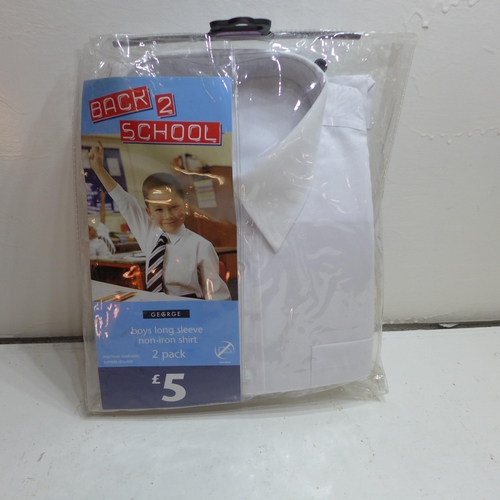 BACK 2
SCHOOL
GEORGE
boys long sleeve
non-iron shirt
2 pack
£5